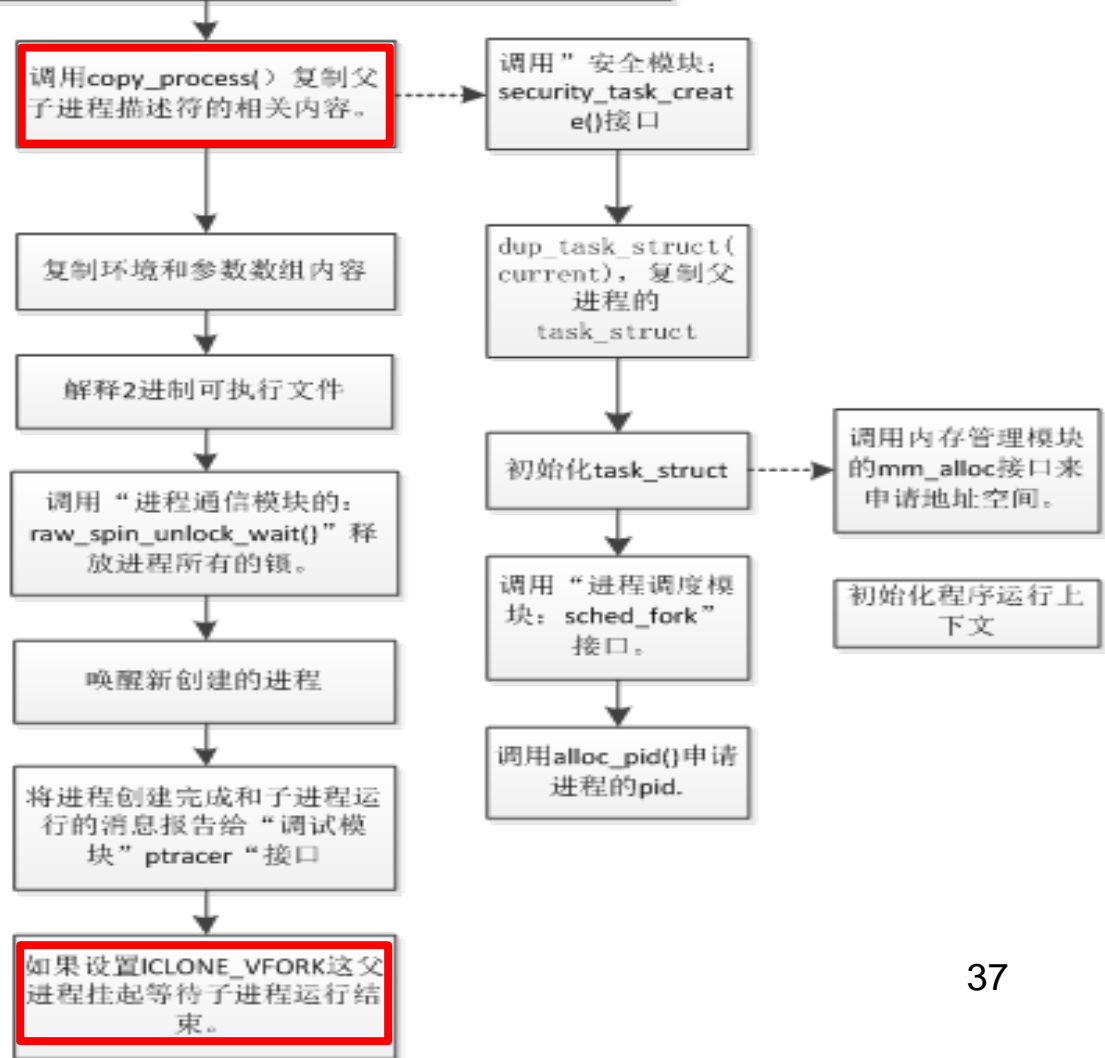 调用copy_process(）复制父
子进程描述符的相关内容。
复制环境和参数数组内容
解释2进制可执行文件
调用“进程通信模块的:
raw_spin_unlock_wait()”释
放进程所有的锁。
唤醒新创建的进程
将进程创建完成和子进程运
行的消息报告给“调试模
块”ptracer“接口
如果设置ICLONE_VFORK这父
进程挂起等待子进程运行结
束。
调用”安全模块:
security_task_creat
e()接口
dup_task_struct(
current), 复制父
进程的
task_struct
初始化task_struct
调用“进程调度模
块: sched_fork”
接口。
调用alloc_pid()申请
进程的pid.
调用内存管理模块
的mm_alloc接口来
申请地址空间。
初始化程序运行上
下文
37